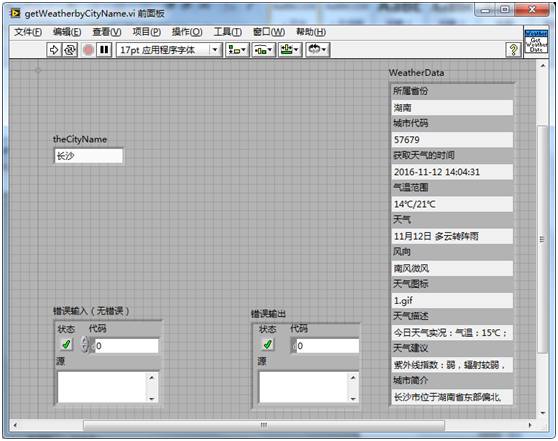 getWeatherbyCityName.vi 前面板
文件(F) 编辑(E) 查看(V) 项目(P) 操作(O) 工具(T) 窗口(W) 帮助(H)
17pt 应用程序字体
?
Weather
Get
Weather
Data
theCityName
长沙
错误输入（无错误）
状态 代码
0
源
错误输出
状态 代码
0
源
WeatherData
所属省份
湖南
城市代码
57679
获取天气的时间
2016-11-12 14:04:31
气温范围
14℃/21℃
天气
11月12日 多云转阵雨
风向
南风微风
天气图标
1.gif
天气描述
今日天气实况：气温：15℃；
天气建议
紫外线指数：弱，辐射较弱，
城市简介
长沙市位于湖南省东部偏北,